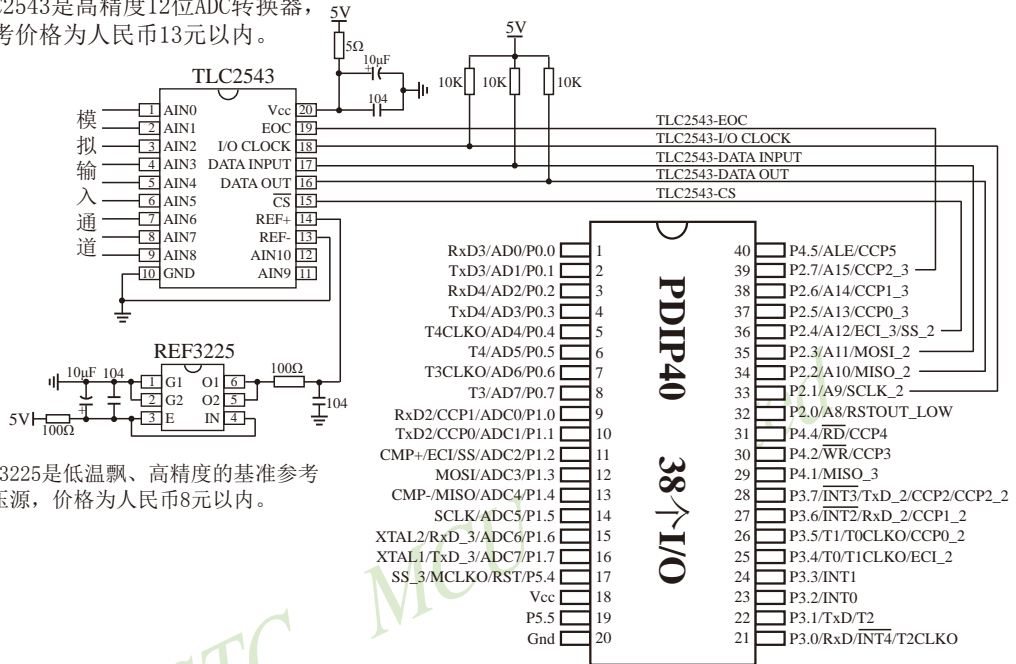 C2543是高精度12位ADC转换器，
考价格为人民币13元以内。
5V
5Ω
10μF
+
104
5V
10K
10K
10K
TLC2543
模拟输入通道
1 AIN0
2 AIN1
3 AIN2
4 AIN3
5 AIN4
6 AIN5
7 AIN6
8 AIN7
9 AIN8
10 GND
Vcc 20
EOC 19
I/O CLOCK 18
DATA INPUT 17
DATA OUT 16
CS 15
REF+ 14
REF- 13
AIN10 12
AIN9 11
TLC2543-EOC
TLC2543-I/O CLOCK
TLC2543-DATA INPUT
TLC2543-DATA OUT
TLC2543-CS
REF3225
10μF
104
+
1 G1
2 G2
3 E
O1 6
O2 5
IN 4
100Ω
104
5V
100Ω
3225是低温飘、高精度的基准参考
压源，价格为人民币8元以内。
PDIP40 38个I/O
RxD3/AD0/P0.0 1
TxD3/AD1/P0.1 2
RxD4/AD2/P0.2 3
TxD4/AD3/P0.3 4
T4CLKO/AD4/P0.4 5
T4/AD5/P0.5 6
T3CLKO/AD6/P0.6 7
T3/AD7/P0.7 8
RxD2/CCP1/ADC0/P1.0 9
TxD2/CCP0/ADC1/P1.1 10
CMP+/ECI/SS/ADC2/P1.2 11
MOSI/ADC3/P1.3 12
CMP-/MISO/ADC4/P1.4 13
SCLK/ADC5/P1.5 14
XTAL2/RxD_3/ADC6/P1.6 15
XTAL1/TxD_3/ADC7/P1.7 16
SS_3/MCLKO/RST/P5.4 17
Vcc 18
P5.5 19
Gnd 20
40 P4.5/ALE/CCP5
39 P2.7/A15/CCP2_3
38 P2.6/A14/CCP1_3
37 P2.5/A13/CCP0_3
36 P2.4/A12/ECI_3/SS_2
35 P2.3/A11/MOSI_2
34 P2.2/A10/MISO_2
33 P2.1/A9/SCLK_2
32 P2.0/A8/RSTOUT_LOW
31 P4.4/RD/CCP4
30 P4.2/WR/CCP3
29 P4.1/MISO_3
28 P3.7/INT3/TxD_2/CCP2/CCP2_2
27 P3.6/INT2/RxD_2/CCP1_2
26 P3.5/T1/T0CLKO/CCP0_2
25 P3.4/T0/T1CLKO/ECI_2
24 P3.3/INT1
23 P3.2/INT0
22 P3.1/TxD/T2
21 P3.0/RxD/INT4/T2CLKO
STC MCU